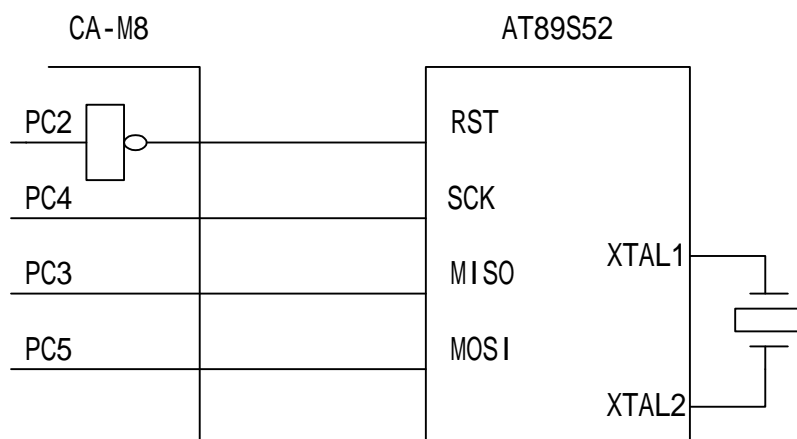 CA-M8 AT89S52
PC2 RST
PC4 SCK
XTAL1
PC3 MISO
PC5 MOSI
XTAL2